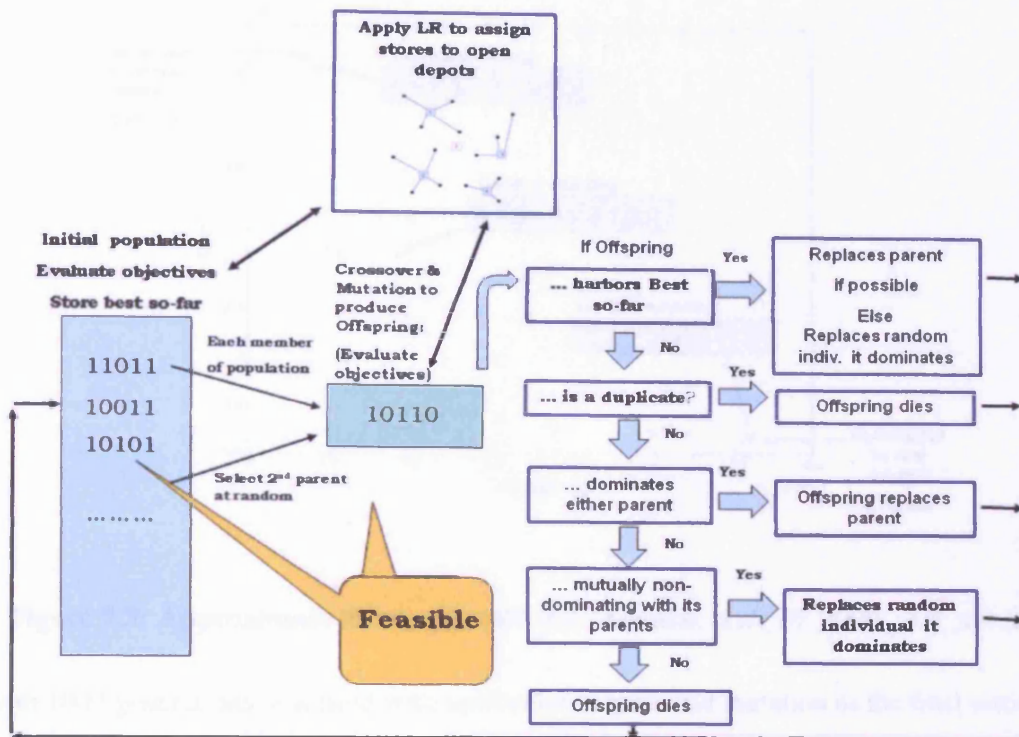 Apply LR to assign
stores to open
depots
Initial population
Evaluate objectives
Store best so-far
11011
10011
10101
………
Each member
of population
Select 2nd parent
at random
Crossover &
Mutation to
produce
Offspring:
(Evaluate
objectives)
10110
Feasible
If Offspring
... harbors Best
so-far
Yes
Replaces parent
If possible
Else
Replaces random
indiv. it dominates
No
... is a duplicate?
Yes
Offspring dies
No
... dominates
either parent
Yes
Offspring replaces
parent
No
... mutually non-
dominating with its
parents
Yes
Replaces random
individual it
dominates
No
Offspring dies